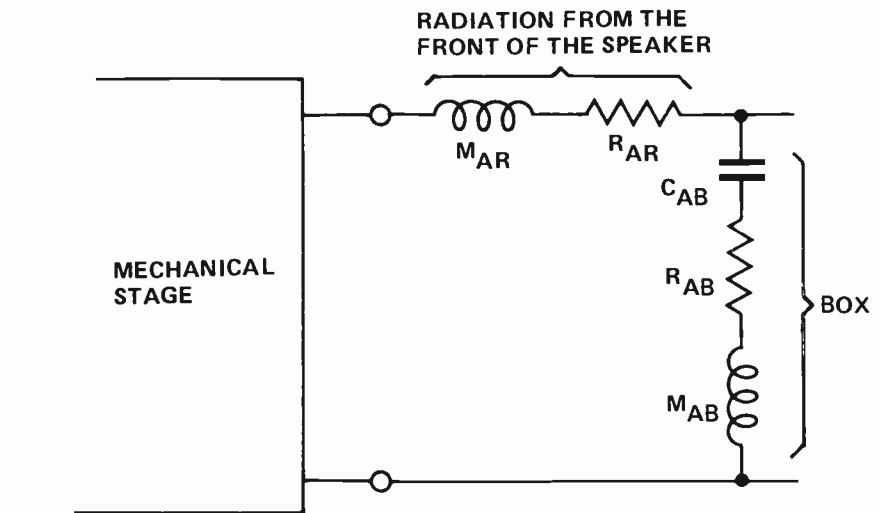 RADIATION FROM THE
FRONT OF THE SPEAKER
MAR
RAR
CAB
MECHANICAL
STAGE
RAB
BOX
MAB